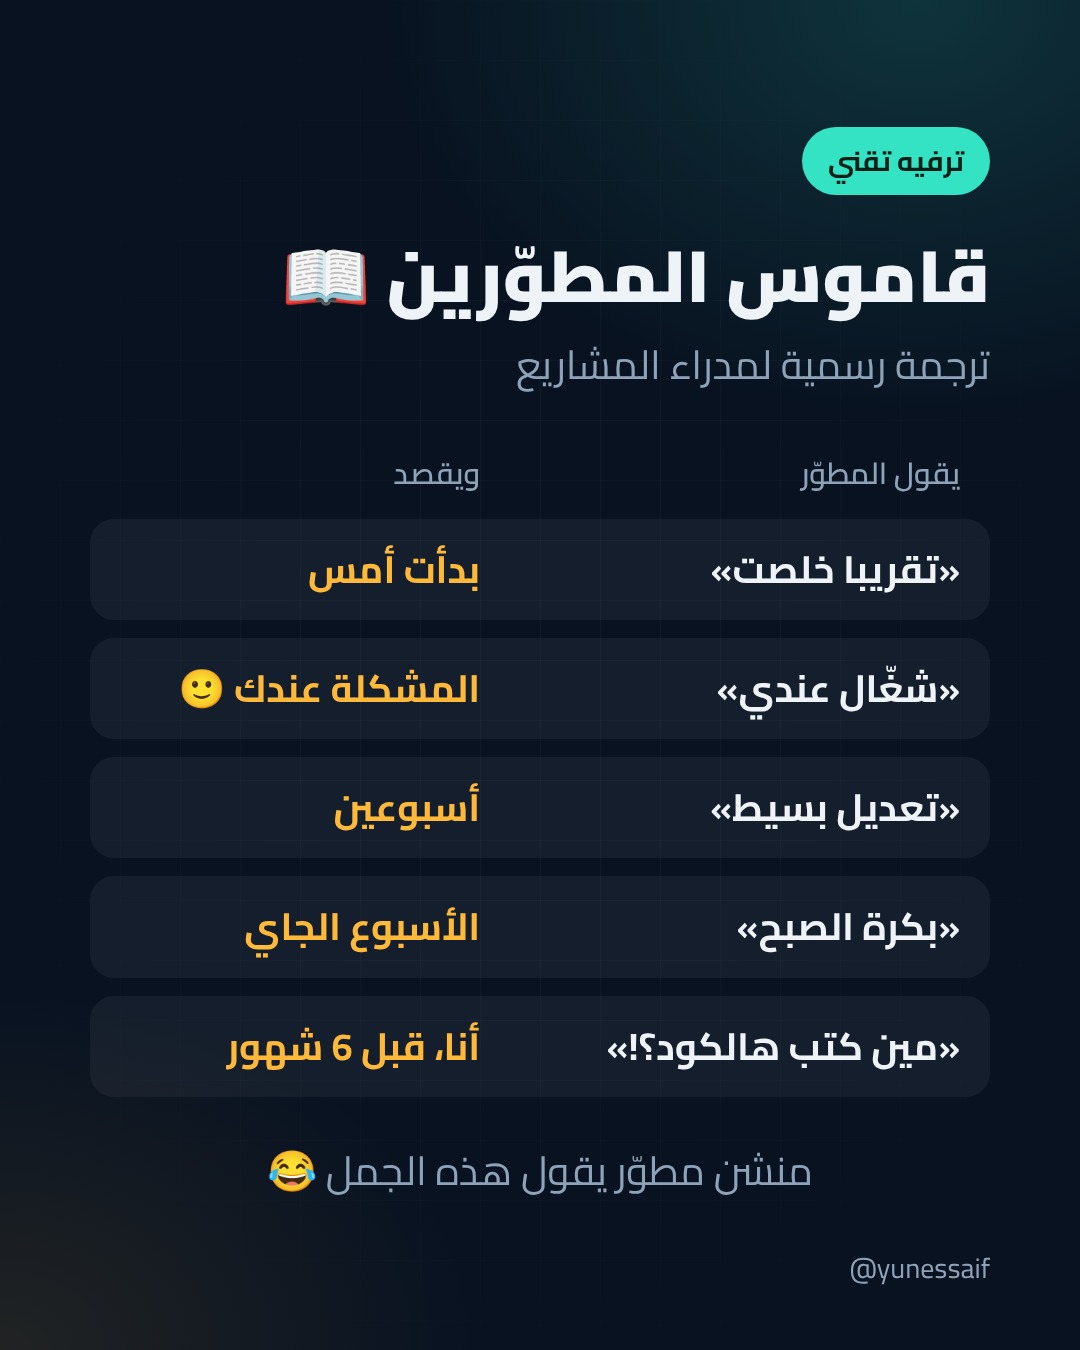 ترفيه تقني
قاموس المطوّرين 📖
ترجمة رسمية لمدراء المشاريع
يقول المطوّر ويقصد
«تقريبا خلصت» بدأت أمس
«شغّال عندي» المشكلة عندك 🙂
«تعديل بسيط» أسبوعين
«بكرة الصبح» الأسبوع الجاي
«مين كتب هالكود؟!» أنا، قبل 6 شهور
منشن مطوّر يقول هذه الجمل 😂
@yunessaif